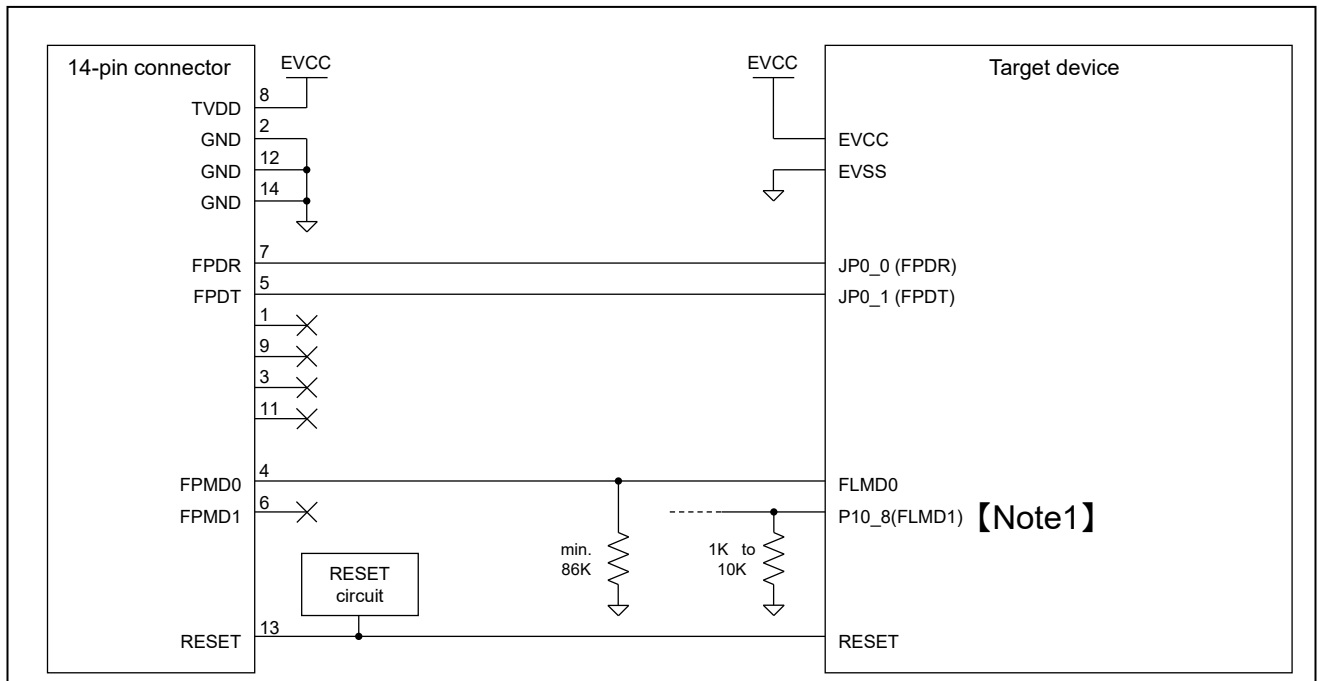 14-pin connector
EVCC
EVCC
Target device
TVDD
8
GND
2
GND
12
GND
14
EVCC
EVSS
FPDR
7
JP0_0 (FPDR)
FPDT
5
JP0_1 (FPDT)
1
9
3
11
FPMD0
4
FLMD0
FPMD1
6
P10_8(FLMD1) 【Note1】
min.
86K
1K to
10K
RESET
circuit
RESET
13
RESET